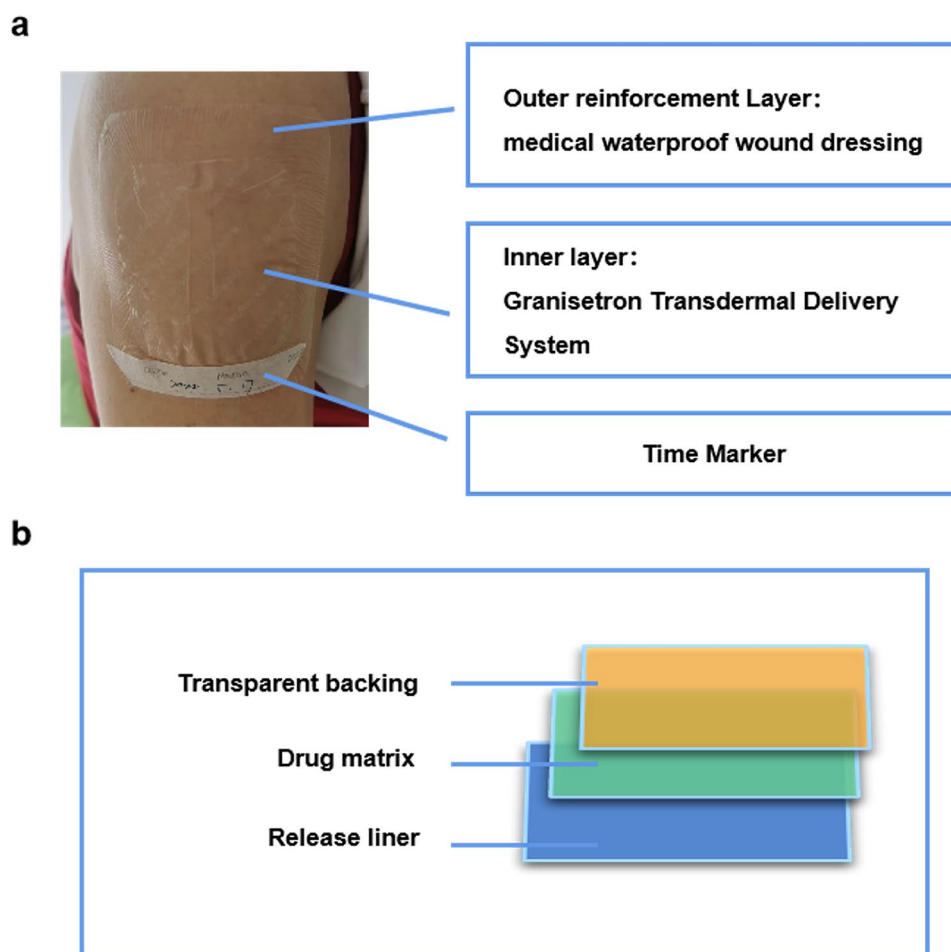 a
Outer reinforcement Layer:
medical waterproof wound dressing
Inner layer:
Granisetron Transdermal Delivery
System
Time Marker
b
Transparent backing
Drug matrix
Release liner